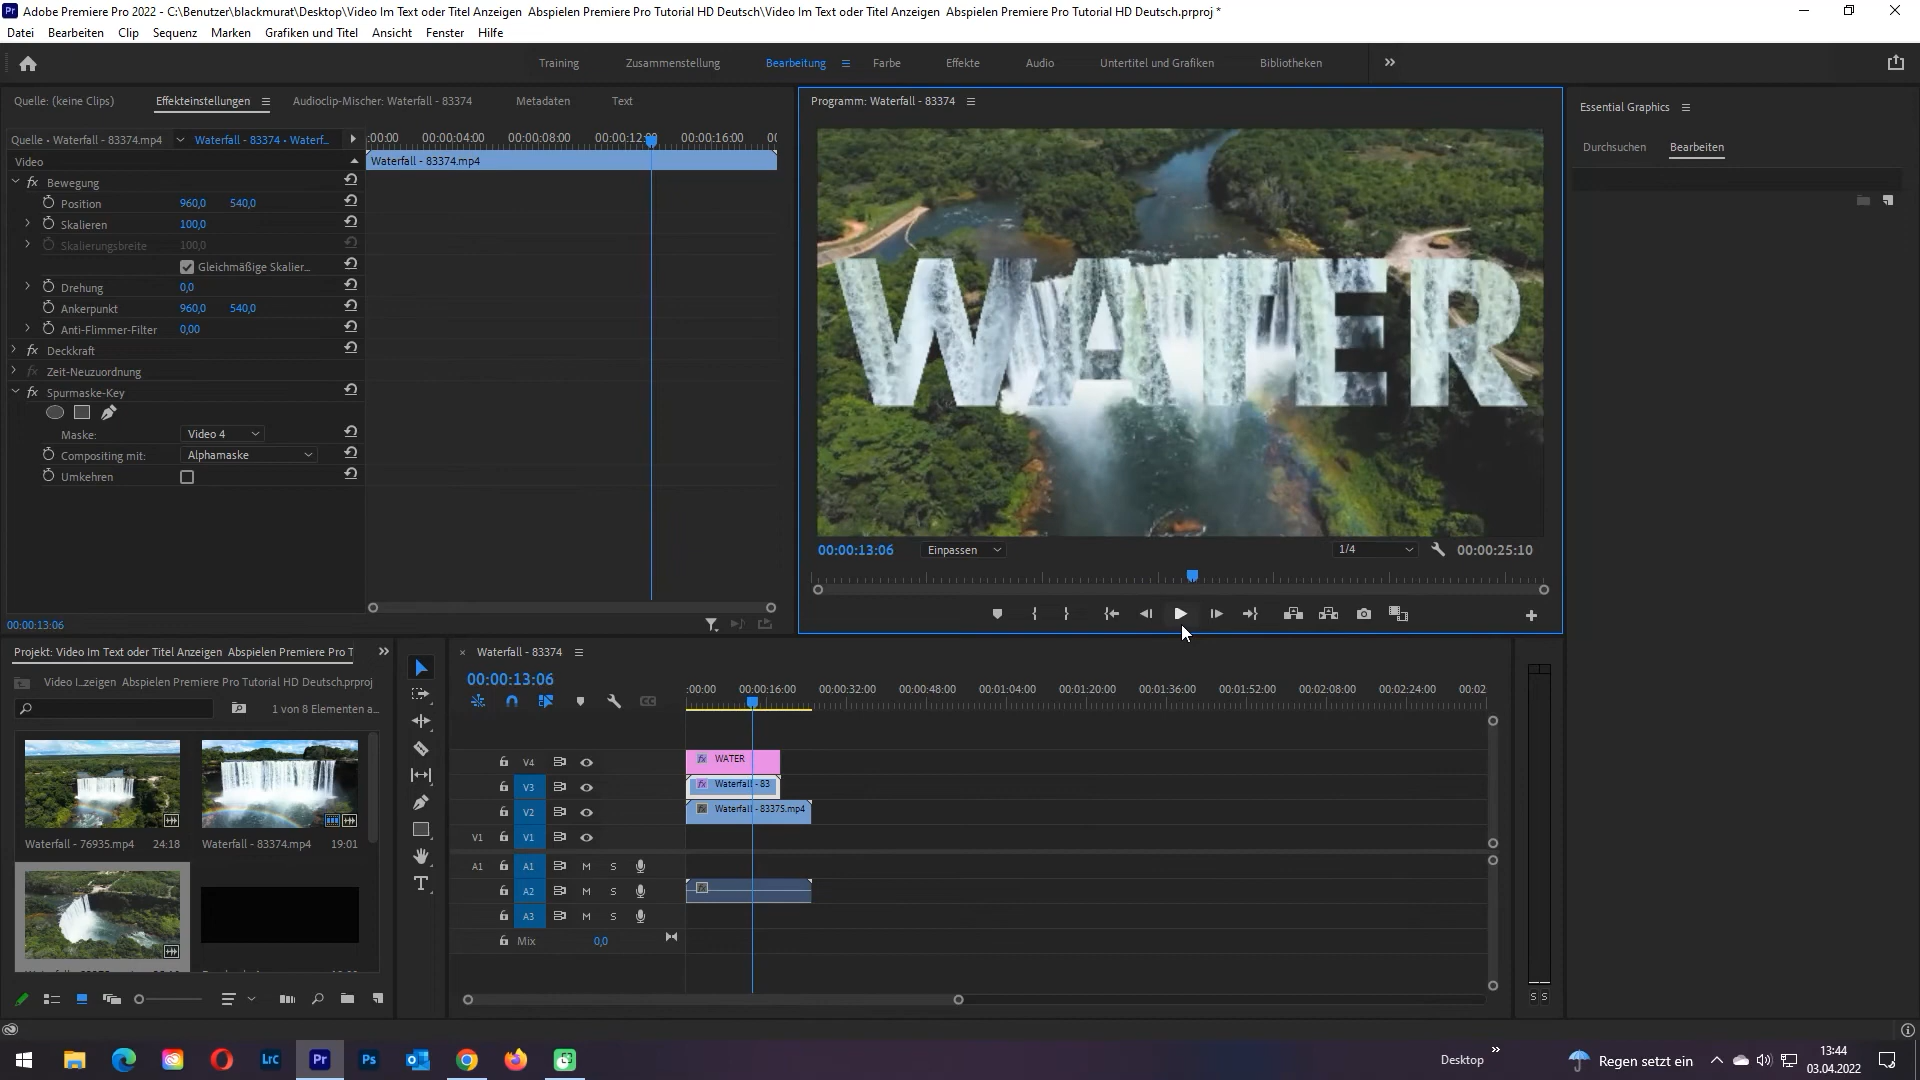 Adobe Premiere Pro 2022 - C:\Benutzer\blackmurat\Desktop\Video Im Text oder Titel Anzeigen  Abspielen Premiere Pro Tutorial HD Deutsch\Video Im Text oder Titel Anzeigen  Abspielen Premiere Pro Tutorial HD Deutsch.prproj *
Datei Bearbeiten Clip Sequenz Marken Grafiken und Titel Ansicht Fenster Hilfe
Training Zusammenstellung Bearbeitung Farbe Effekte Audio Untertitel und Grafiken Bibliotheken
Quelle: (keine Clips) Effekteinstellungen Audioclip-Mischer: Waterfall - 83374 Metadaten Text
Quelle • Waterfall - 83374.mp4 Waterfall - 83374 • Waterf...
:00:00 00:00:04:00 00:00:08:00 00:00:12:00 00:00:16:00
Video
Waterfall - 83374.mp4
fx Bewegung
Position 960,0 540,0
Skalieren 100,0
Skalierungsbreite 100,0
Gleichmäßige Skalier...
Drehung 0,0
Ankerpunkt 960,0 540,0
Anti-Flimmer-Filter 0,00
fx Deckkraft
fx Zeit-Neuzuordnung
fx Spurmaske-Key
Maske: Video 4
Compositing mit: Alphamaske
Umkehren
00:00:13:06
Programm: Waterfall - 83374
WATER
00:00:13:06 Einpassen 1/4 00:00:25:10
Essential Graphics
Durchsuchen Bearbeiten
Projekt: Video Im Text oder Titel Anzeigen  Abspielen Premiere Pro T
Video I...zeigen  Abspielen Premiere Pro Tutorial HD Deutsch.prproj
1 von 8 Elementen a...
Waterfall - 76935.mp4 24:18
Waterfall - 83374.mp4 19:01
× Waterfall - 83374
00:00:13:06
:00:00 00:00:16:00 00:00:32:00 00:00:48:00 00:01:04:00 00:01:20:00 00:01:36:00 00:01:52:00 00:02:08:00 00:02:24:00 00:02
V4 fx WATER
V3 fx Waterfall - 83
V2 fx Waterfall - 83375.mp4
V1 V1
A1 A1 M S
A2 M S fx
A3 M S
Mix 0,0
S S
Lrc Pr Ps
Desktop
Regen setzt ein
13:44
03.04.2022